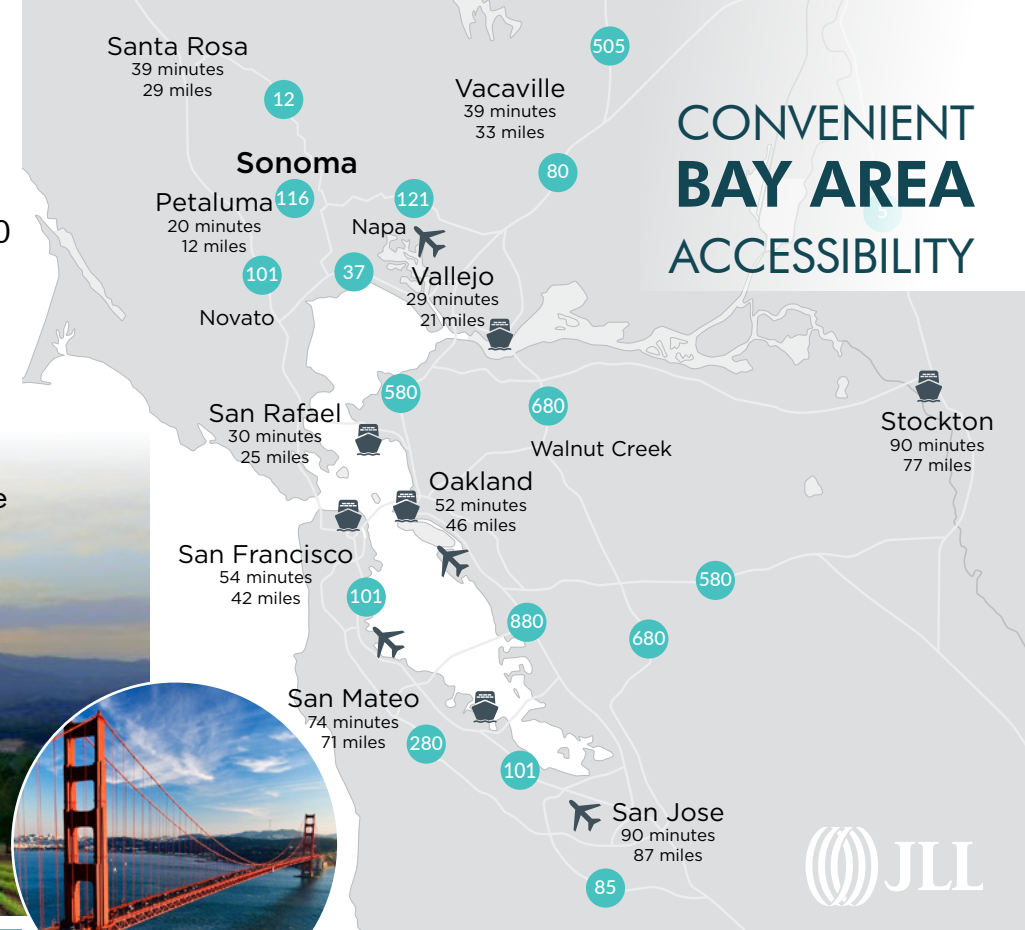 505
Santa Rosa
39 minutes
29 miles
12
Vacaville
39 minutes
33 miles
CONVENIENT
BAY AREA
ACCESSIBILITY
5
80
Sonoma
116
121
Petaluma
20 minutes
12 miles
Napa
0
101
37
Vallejo
29 minutes
21 miles
Novato
580
680
San Rafael
30 minutes
25 miles
Walnut Creek
Stockton
90 minutes
77 miles
Oakland
52 minutes
46 miles
e
San Francisco
54 minutes
42 miles
101
580
880
680
San Mateo
74 minutes
71 miles
280
101
San Jose
90 minutes
87 miles
85
JLL